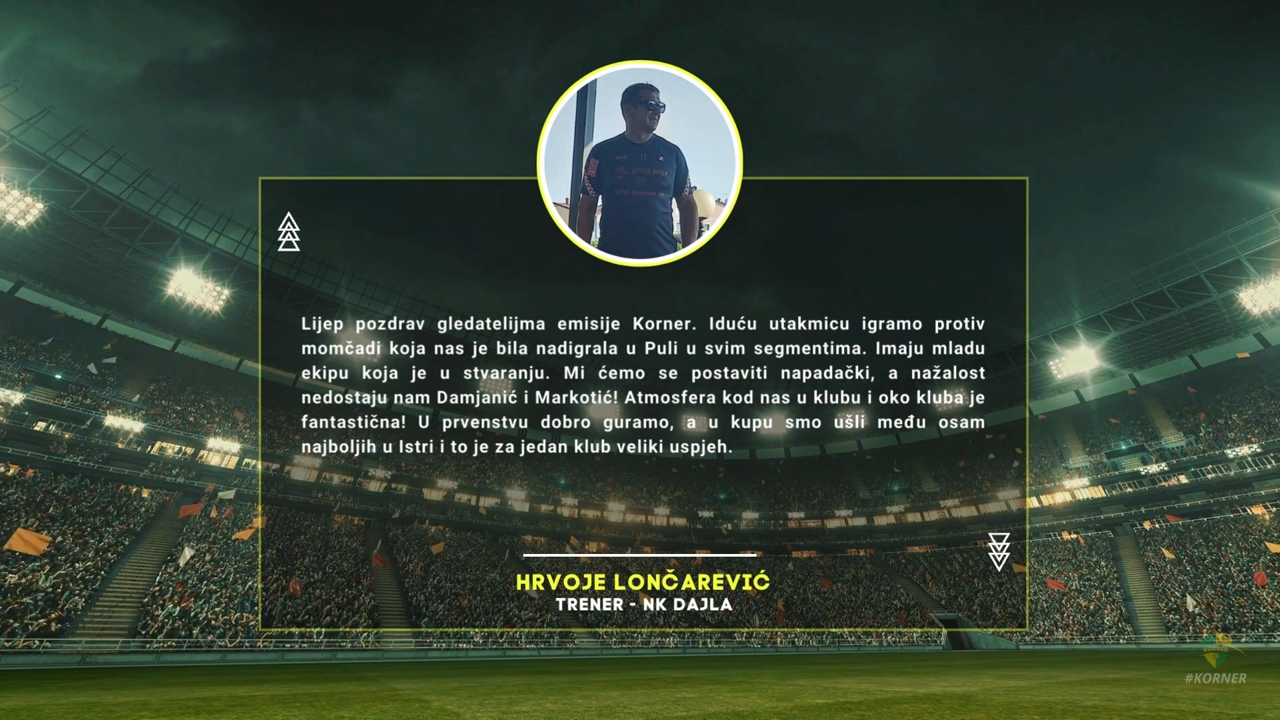 Lijep pozdrav gledatelijma emisije Korner. Iduću utakmicu igramo protiv
momčadi koja nas je bila nadigrala u Puli u svim segmentima. Imaju mladu
ekipu koja je u stvaranju. Mi ćemo se postaviti napadački, a nažalost
nedostaju nam Damjanić i Markotić! Atmosfera kod nas u klubu i oko kluba je
fantastična! U prvenstvu dobro guramo, a u kupu smo ušli među osam
najboljih u Istri i to je za jedan klub veliki uspjeh.
HRVOJE LONČAREVIĆ
TRENER - NK DAJLA
#KORNER